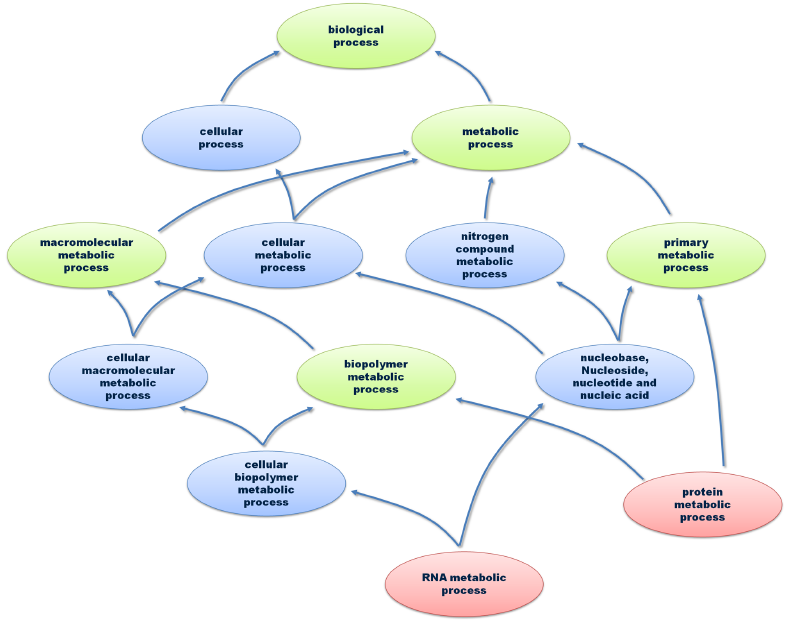 biological
process
cellular
process
metabolic
process
macromolecular
metabolic
process
cellular
metabolic
process
nitrogen
compound
metabolic
process
primary
metabolic
process
cellular
macromolecular
metabolic
process
biopolymer
metabolic
process
nucleobase,
Nucleoside,
nucleotide and
nucleic acid
cellular
biopolymer
metabolic
process
protein
metabolic
process
RNA metabolic
process